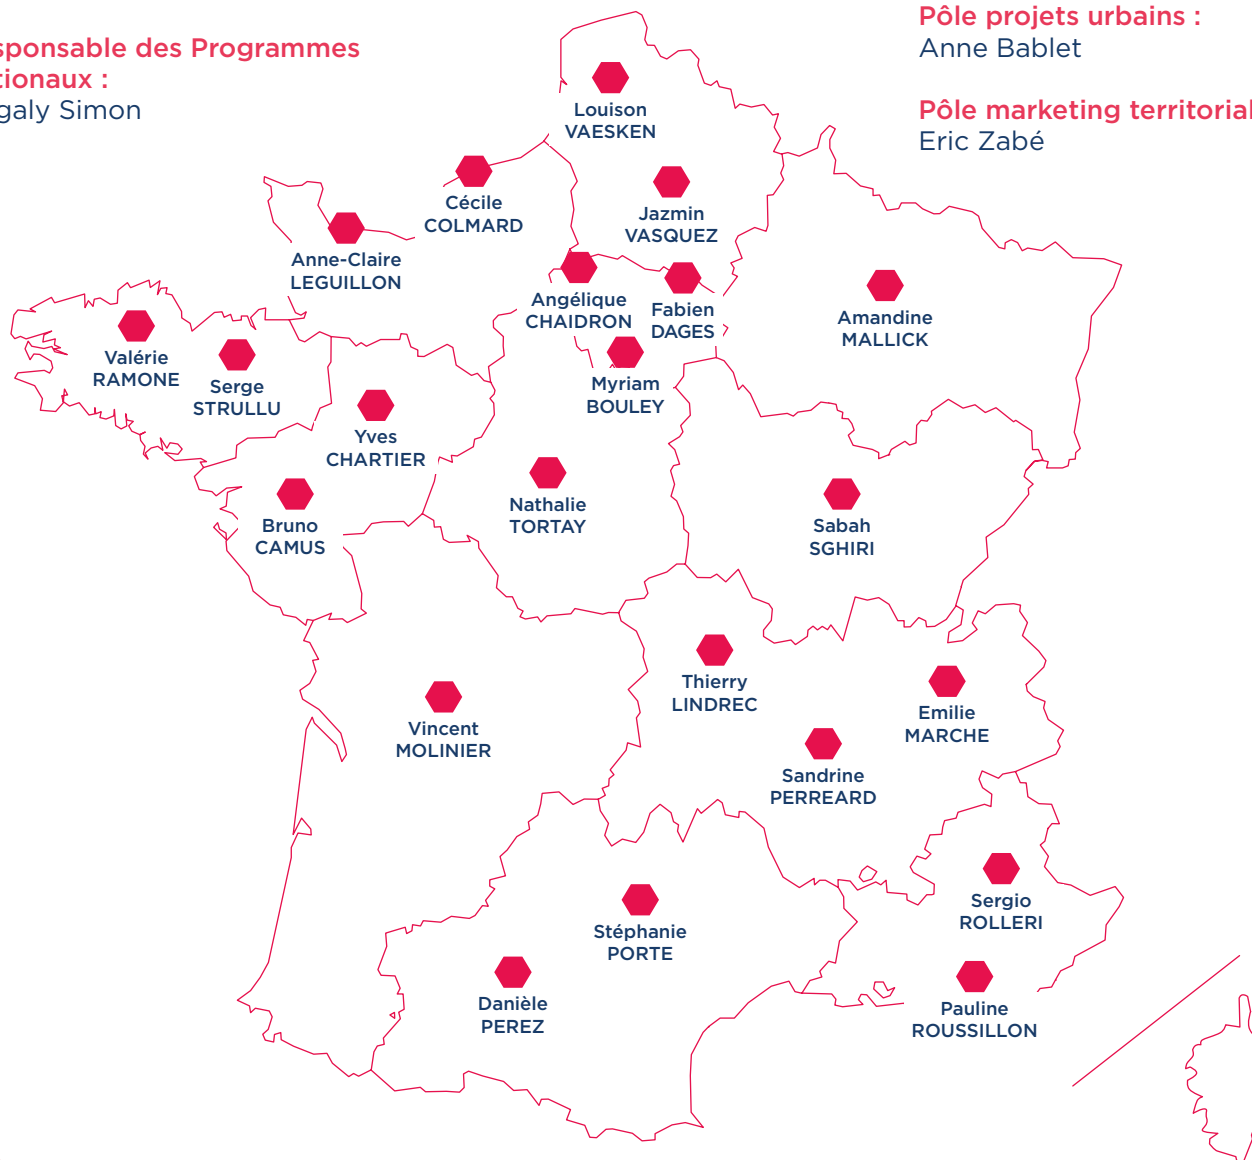 sponsable des Programmes
tionaux :
galy Simon
Pôle projets urbains :
Anne Bablet
Pôle marketing territorial
Eric Zabé
Louison
VAESKEN
Cécile
COLMARD
Jazmin
VASQUEZ
Anne-Claire
LEGUILLON
Angélique
CHAIDRON
Fabien
DAGES
Amandine
MALLICK
Valérie
RAMONE
Serge
STRULLU
Myriam
BOULEY
Yves
CHARTIER
Nathalie
TORTAY
Bruno
CAMUS
Sabah
SGHIRI
Thierry
LINDREC
Emilie
MARCHE
Vincent
MOLINIER
Sandrine
PERREARD
Sergio
ROLLERI
Stéphanie
PORTE
Danièle
PEREZ
Pauline
ROUSSILLON